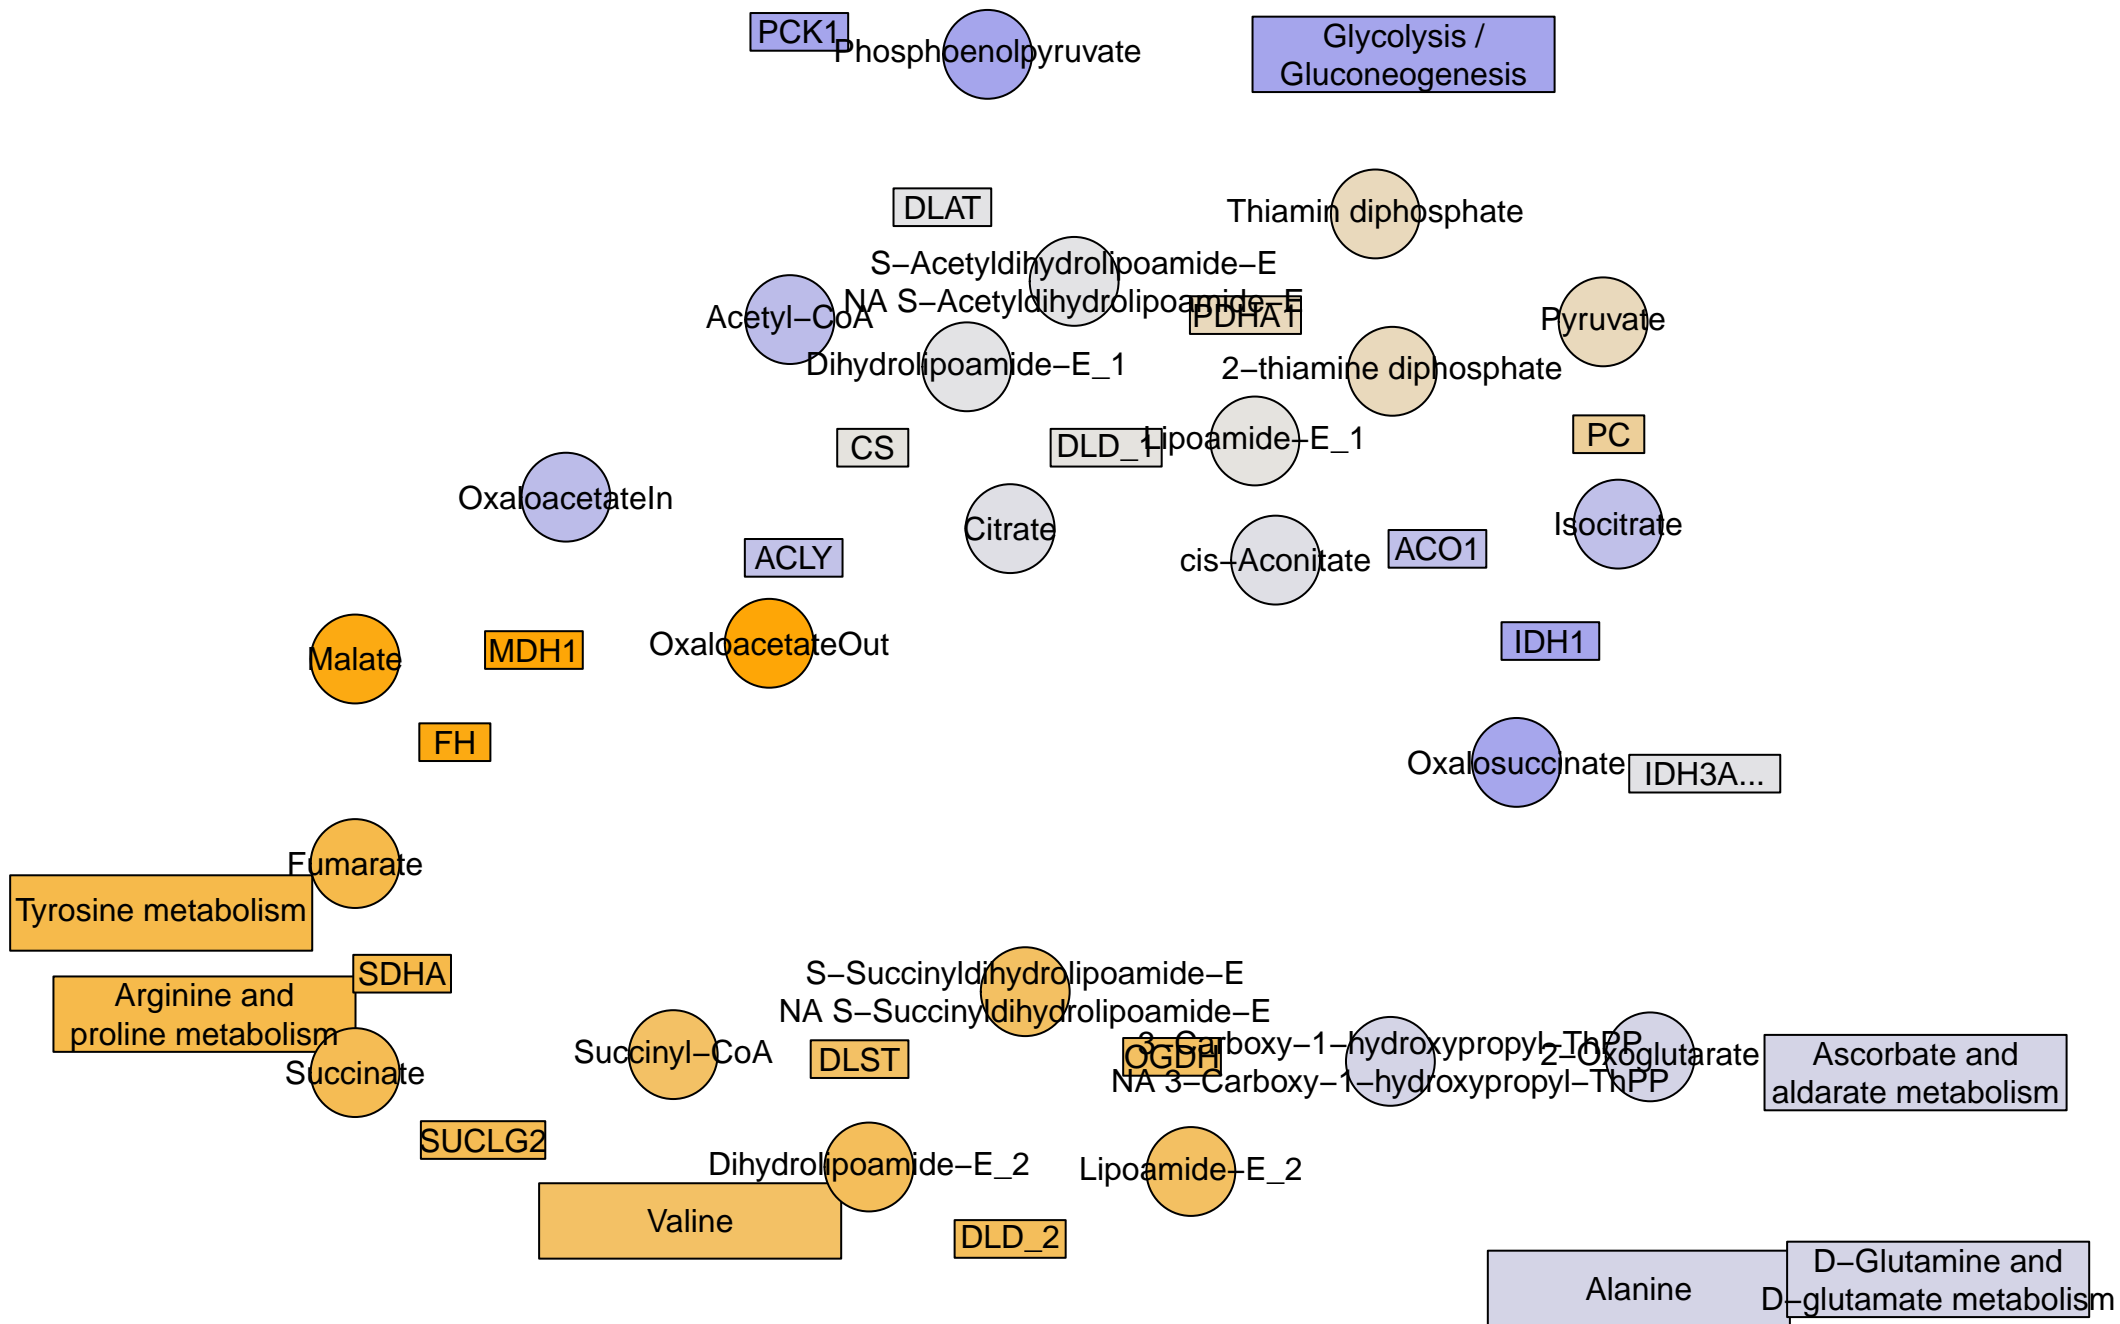 PCK1
Phosphoenolpyruvate
Glycolysis /
Gluconeogenesis
DLAT
Thiamin diphosphate
S−Acetyldihydrolipoamide−E
NA S−Acetyldihydrolipoamide−E
Acetyl−CoA
PDHA1
Pyruvate
Dihydrolipoamide−E_1
2−thiamine diphosphate
CS
DLD_1
Lipoamide−E_1
PC
OxaloacetateIn
Citrate
Isocitrate
ACLY
cis−Aconitate
ACO1
Malate
MDH1
OxaloacetateOut
IDH1
FH
Oxalosuccinate
IDH3A...
Fumarate
Tyrosine metabolism
SDHA
Arginine and
proline metabolism
S−Succinyldihydrolipoamide−E
NA S−Succinyldihydrolipoamide−E
Succinate
Succinyl−CoA
DLST
OGDH
3−Carboxy−1−hydroxypropyl−ThPP
NA 3−Carboxy−1−hydroxypropyl−ThPP
2−Oxoglutarate
Ascorbate and
aldarate metabolism
SUCLG2
Dihydrolipoamide−E_2
Lipoamide−E_2
Valine
DLD_2
Alanine
D−Glutamine and
D−glutamate metabolism